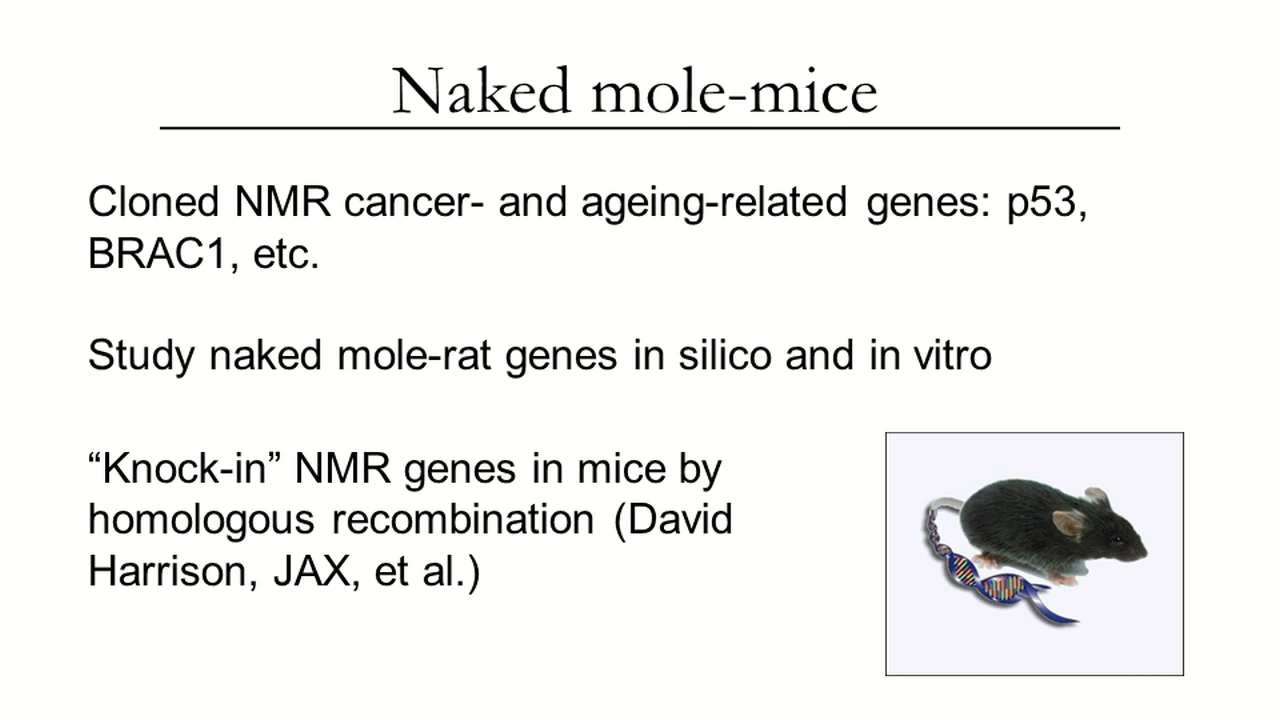 Naked mole-mice
Cloned NMR cancer- and ageing-related genes: p53,
BRAC1, etc.
Study naked mole-rat genes in silico and in vitro
“Knock-in” NMR genes in mice by
homologous recombination (David
Harrison, JAX, et al.)